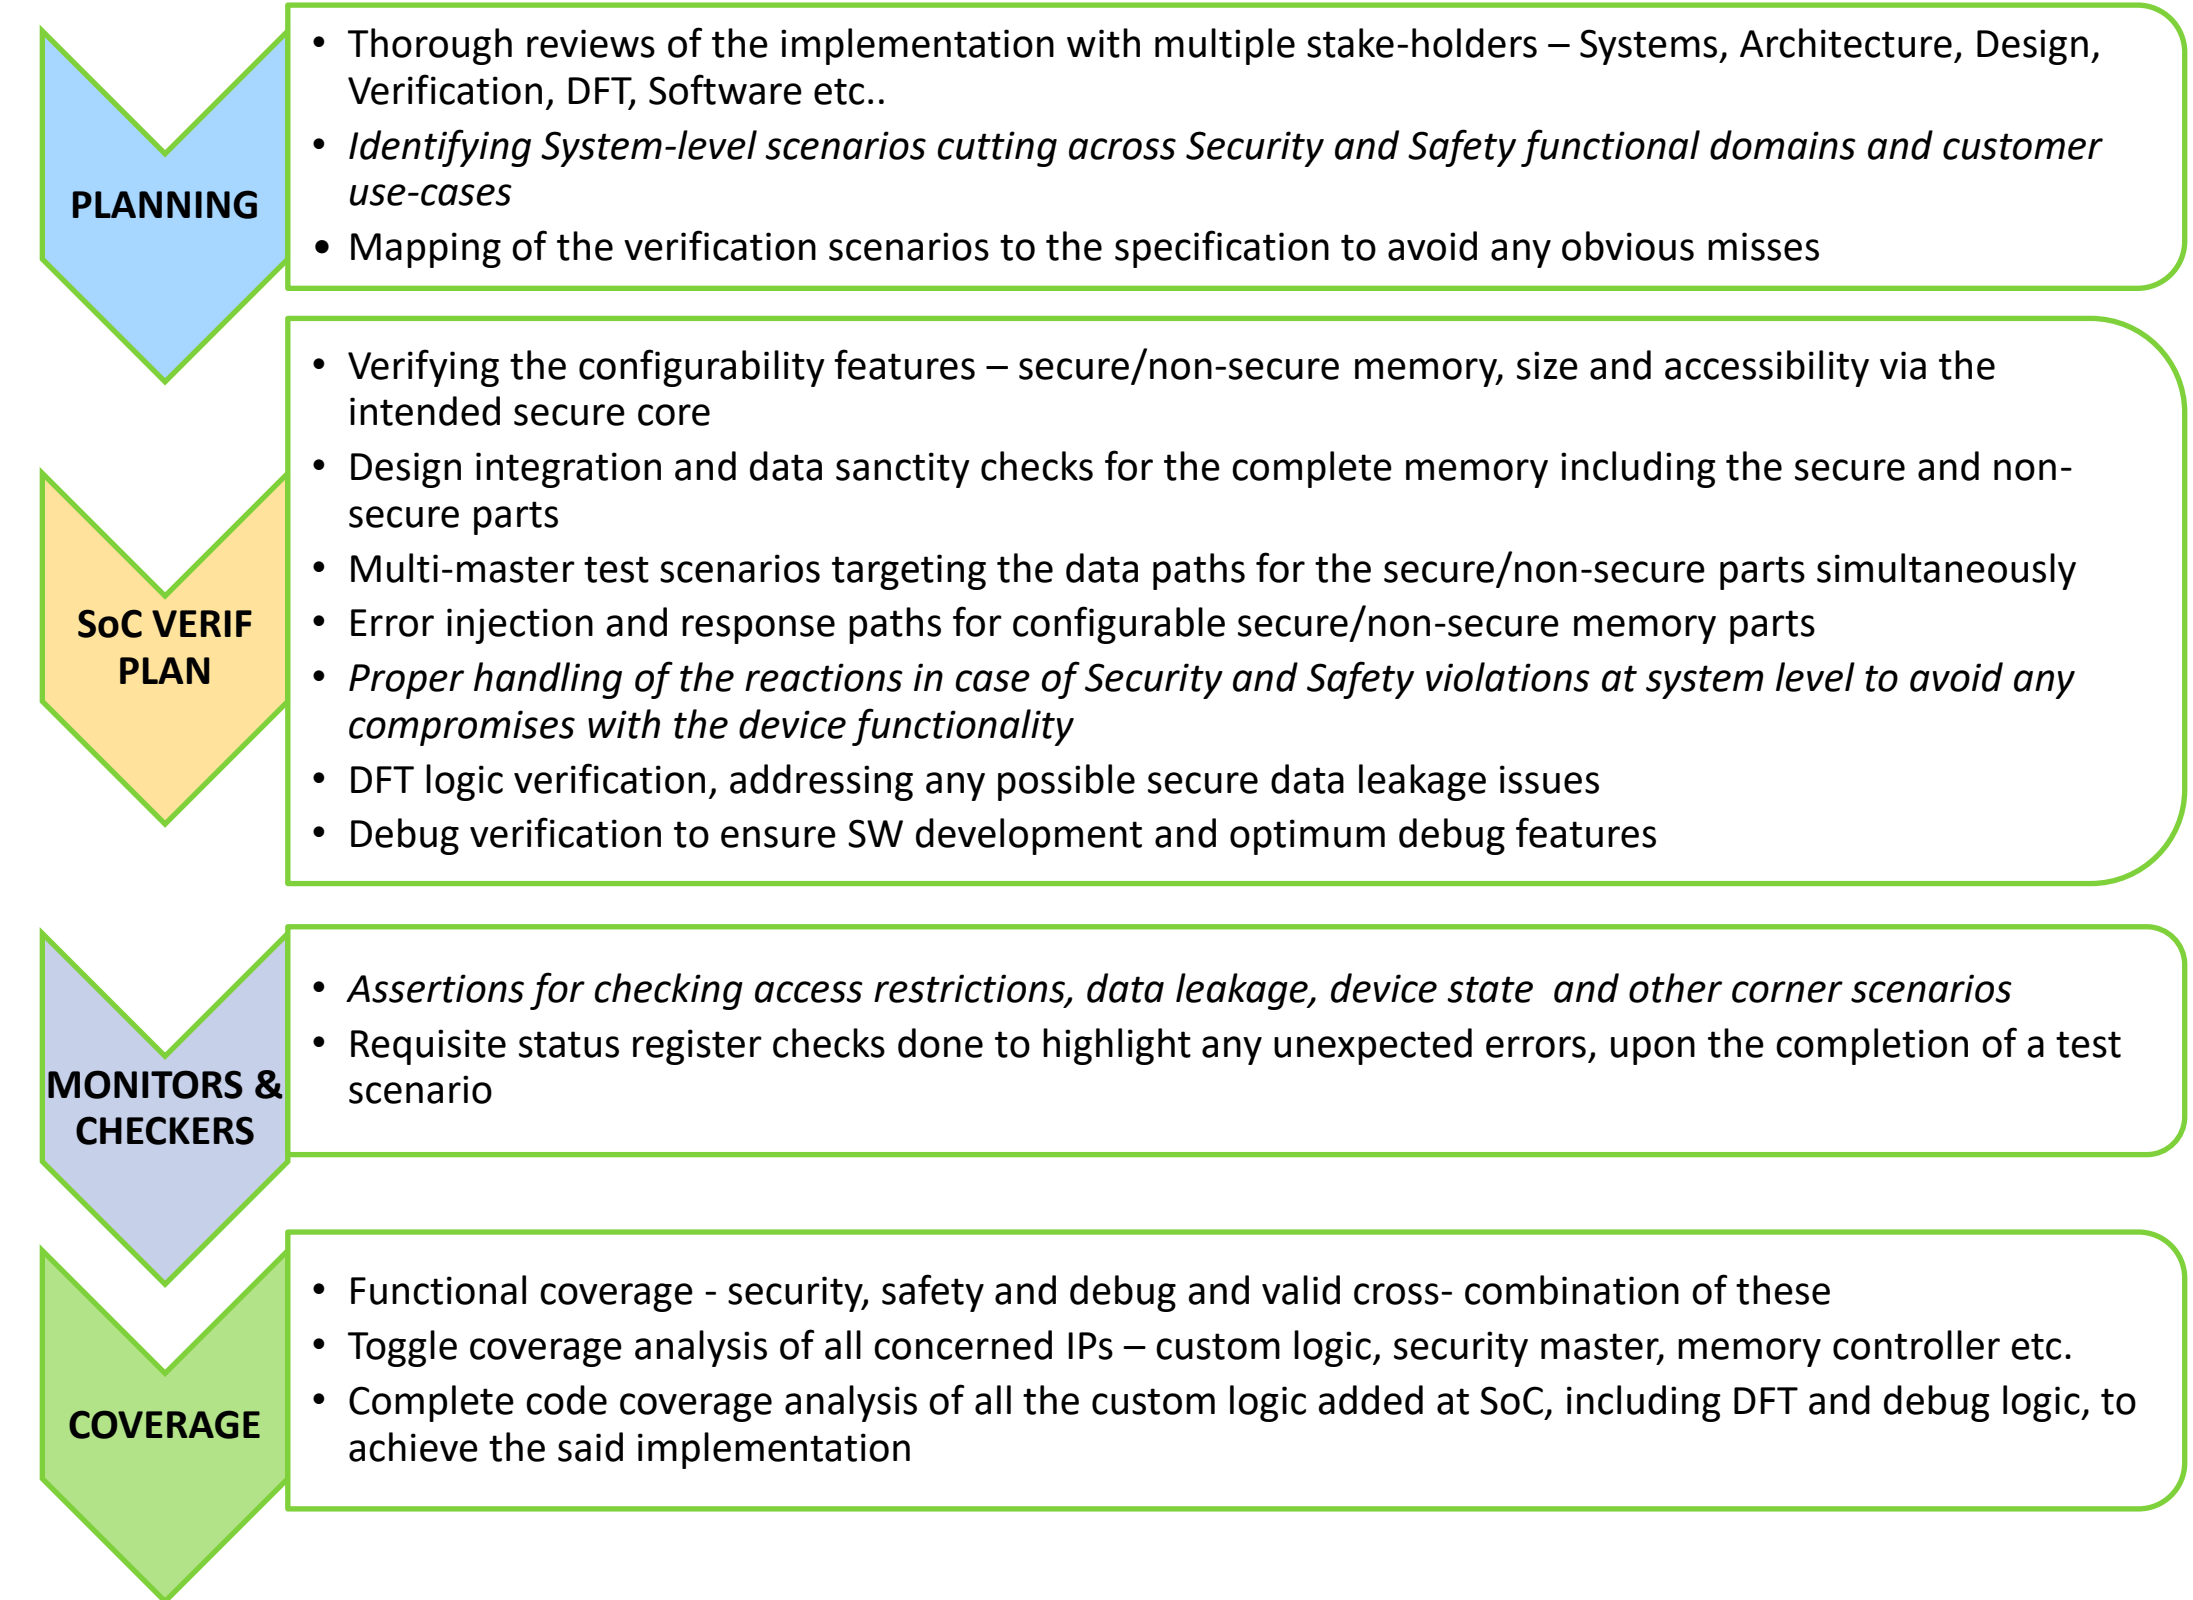 PLANNING
• Thorough reviews of the implementation with multiple stake-holders – Systems, Architecture, Design,
Verification, DFT, Software etc..
• Identifying System-level scenarios cutting across Security and Safety functional domains and customer
use-cases
• Mapping of the verification scenarios to the specification to avoid any obvious misses
SoC VERIF
PLAN
• Verifying the configurability features – secure/non-secure memory, size and accessibility via the
intended secure core
• Design integration and data sanctity checks for the complete memory including the secure and non-
secure parts
• Multi-master test scenarios targeting the data paths for the secure/non-secure parts simultaneously
• Error injection and response paths for configurable secure/non-secure memory parts
• Proper handling of the reactions in case of Security and Safety violations at system level to avoid any
compromises with the device functionality
• DFT logic verification, addressing any possible secure data leakage issues
• Debug verification to ensure SW development and optimum debug features
MONITORS &
CHECKERS
• Assertions for checking access restrictions, data leakage, device state  and other corner scenarios
• Requisite status register checks done to highlight any unexpected errors, upon the completion of a test
scenario
COVERAGE
• Functional coverage - security, safety and debug and valid cross- combination of these
• Toggle coverage analysis of all concerned IPs – custom logic, security master, memory controller etc.
• Complete code coverage analysis of all the custom logic added at SoC, including DFT and debug logic, to
achieve the said implementation